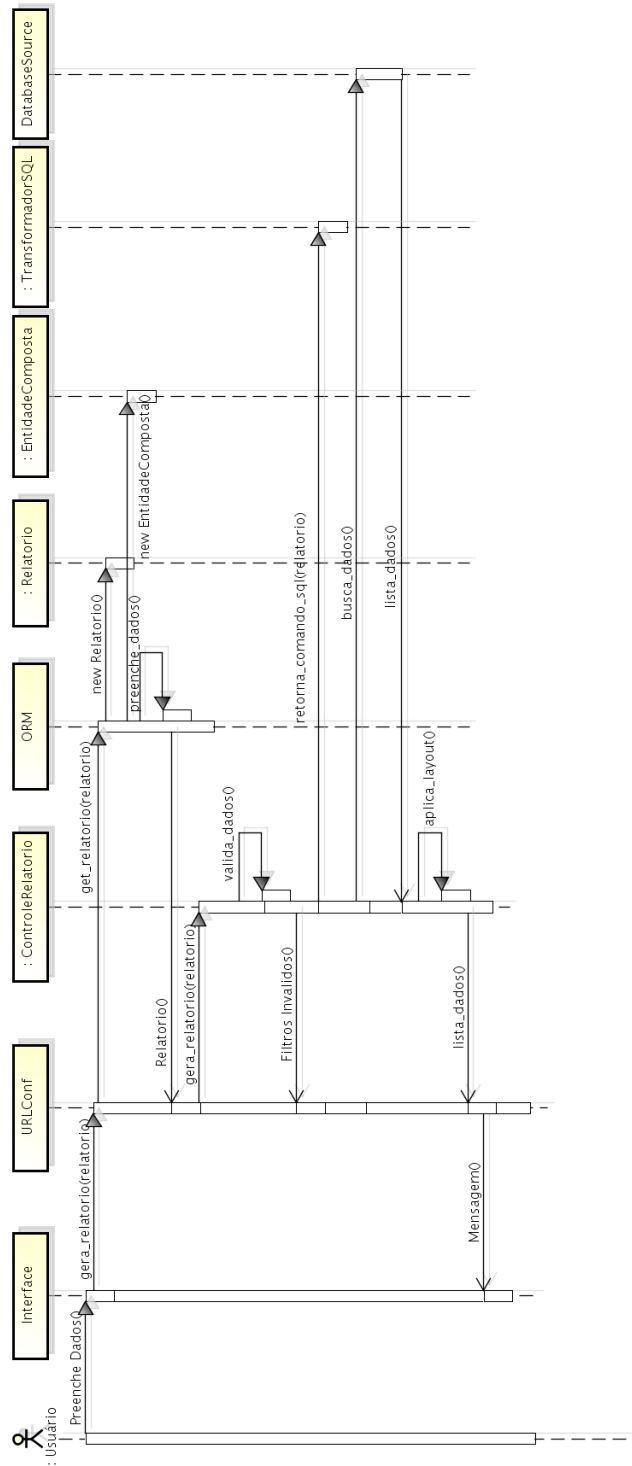 : Usuário
Interface
URLConf
: ControleRelatorio
ORM
: Relatorio
: EntidadeComposta
: TransformadorSQL
DatabaseSource
Preenche Dados()
gera_relatorio(relatorio)
get_relatorio(relatorio)
new Relatorio()
new EntidadeComposta()
preenche_dados()
Relatorio()
gera_relatorio(relatorio)
valida_dados()
Filtros Invalidos()
retorna_comando_sql(relatorio)
busca_dados()
lista_dados()
aplica_layout()
lista_dados()
Mensagem()